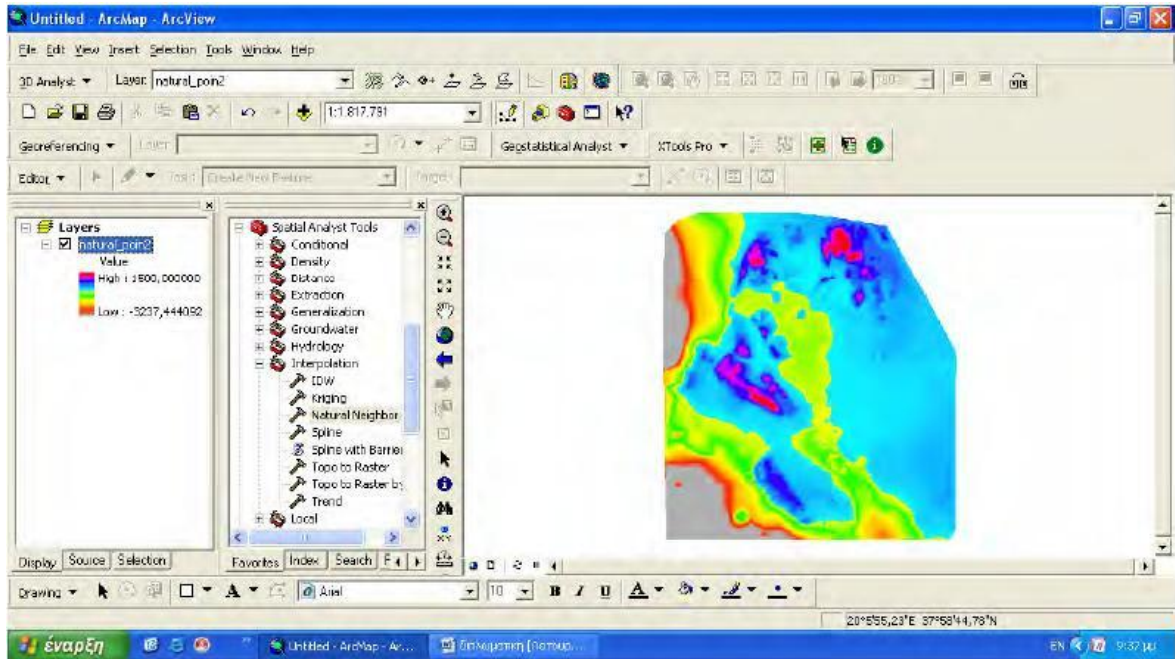 Untitled - ArcMap - ArcView
File Edit View Insert Selection Tools Window Help
3D Analyst Layer: natural_poin2
1:1.817.791
Georeferencing Layer: Geostatistical Analyst XTools Pro
Editor Task: Create New Feature Target:
Layers
natural_poin2
Value
High : 1500,000000
Low : -3237,444092
Spatial Analyst Tools
Conditional
Density
Distance
Extraction
Generalization
Groundwater
Hydrology
Interpolation
IDW
Kriging
Natural Neighbor
Spline
Spline with Barrier
Topo to Raster
Topo to Raster by
Trend
Local
Display Source Selection
Favorites Index Search F
Drawing A Arial 10 B I U A
20°5'55,23"E 37°58'44,78"N
έναρξη Untitled - ArcMap - Ar... EN 9:37 μμ